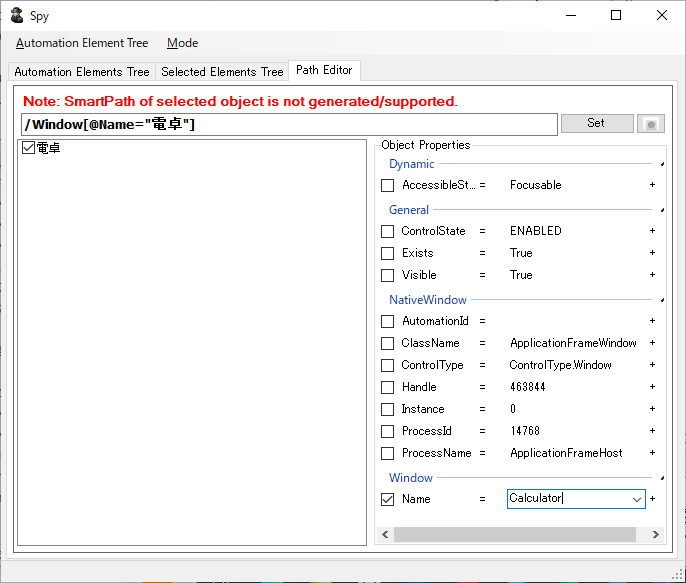 Spy
Automation Element Tree Mode
Automation Elements Tree Selected Elements Tree Path Editor
Note: SmartPath of selected object is not generated/supported.
/Window[@Name="電卓"] Set
電卓
Object Properties
Dynamic
AccessibleSt... = Focusable +
General
ControlState = ENABLED +
Exists = True +
Visible = True +
NativeWindow
AutomationId = +
ClassName = ApplicationFrameWindow +
ControlType = ControlType.Window +
Handle = 463844 +
Instance = 0 +
ProcessId = 14768 +
ProcessName = ApplicationFrameHost +
Window
Name = Calculator +